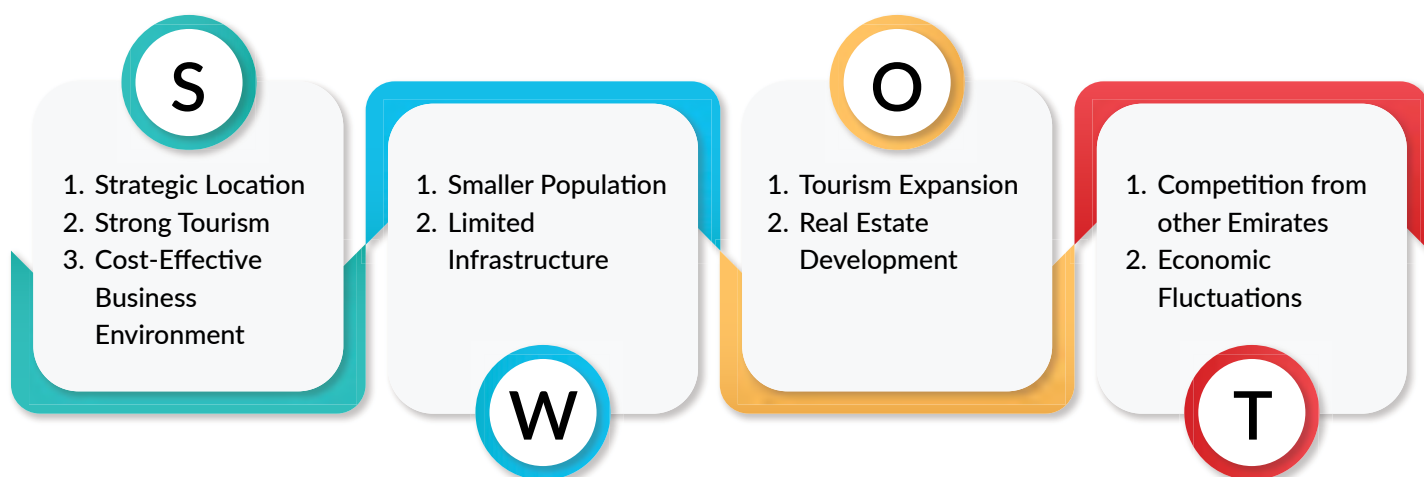 S
1. Strategic Location
2. Strong Tourism
3. Cost-Effective
Business
Environment
W
1. Smaller Population
2. Limited
Infrastructure
O
1. Tourism Expansion
2. Real Estate
Development
T
1. Competition from
other Emirates
2. Economic
Fluctuations